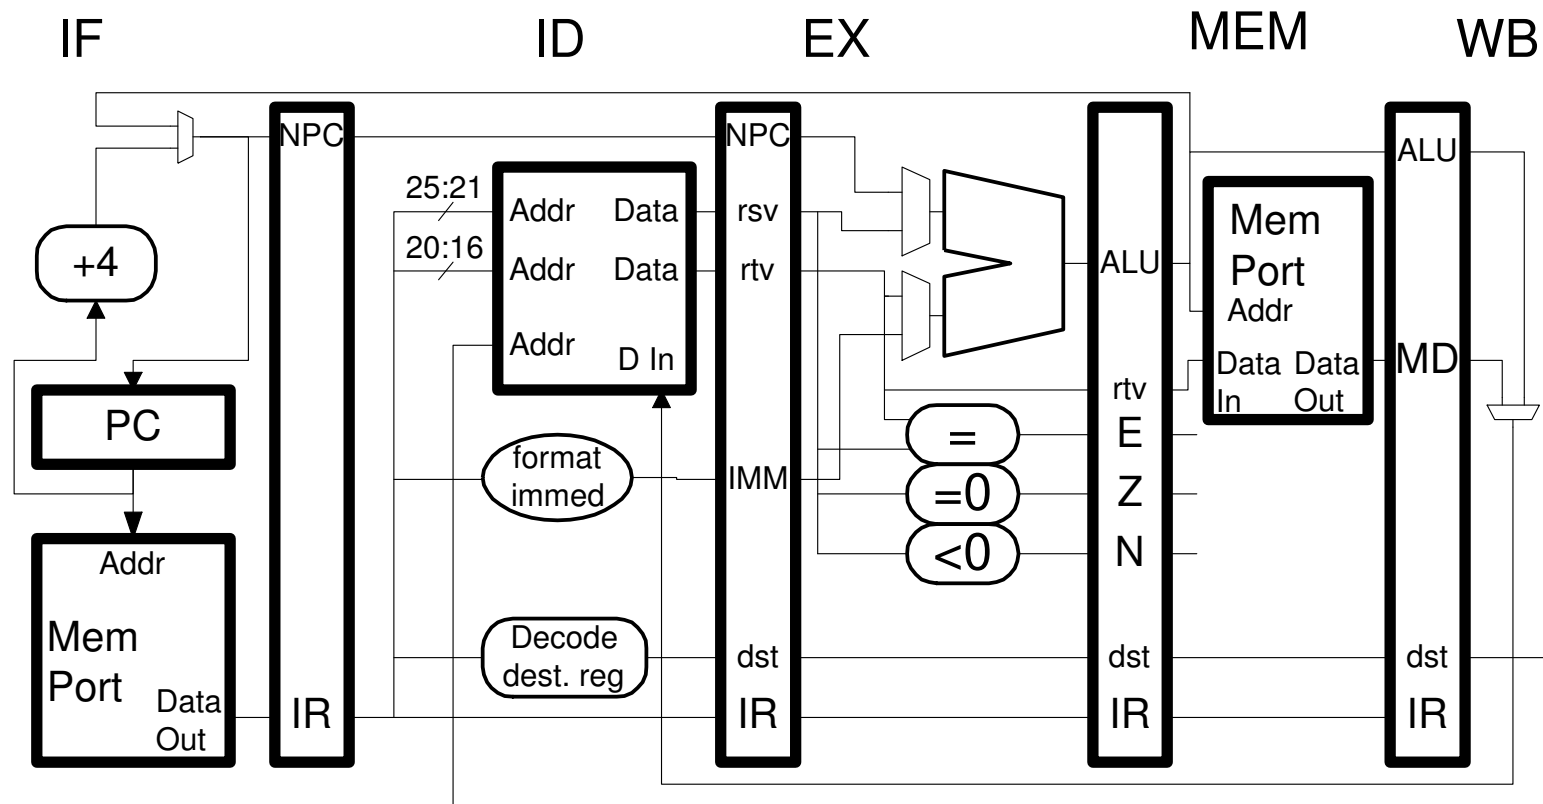 IF
ID
EX
MEM
WB
NPC
+4
PC
Addr
Mem
Port
Data
Out
IR
25:21
20:16
Addr
Data
Addr
Data
Addr
D In
format
immed
Decode
dest. reg
NPC
rsv
rtv
IMM
dst
IR
=
=0
<0
ALU
rtv
E
Z
N
dst
IR
Mem
Port
Addr
Data
In
Data
Out
ALU
MD
dst
IR